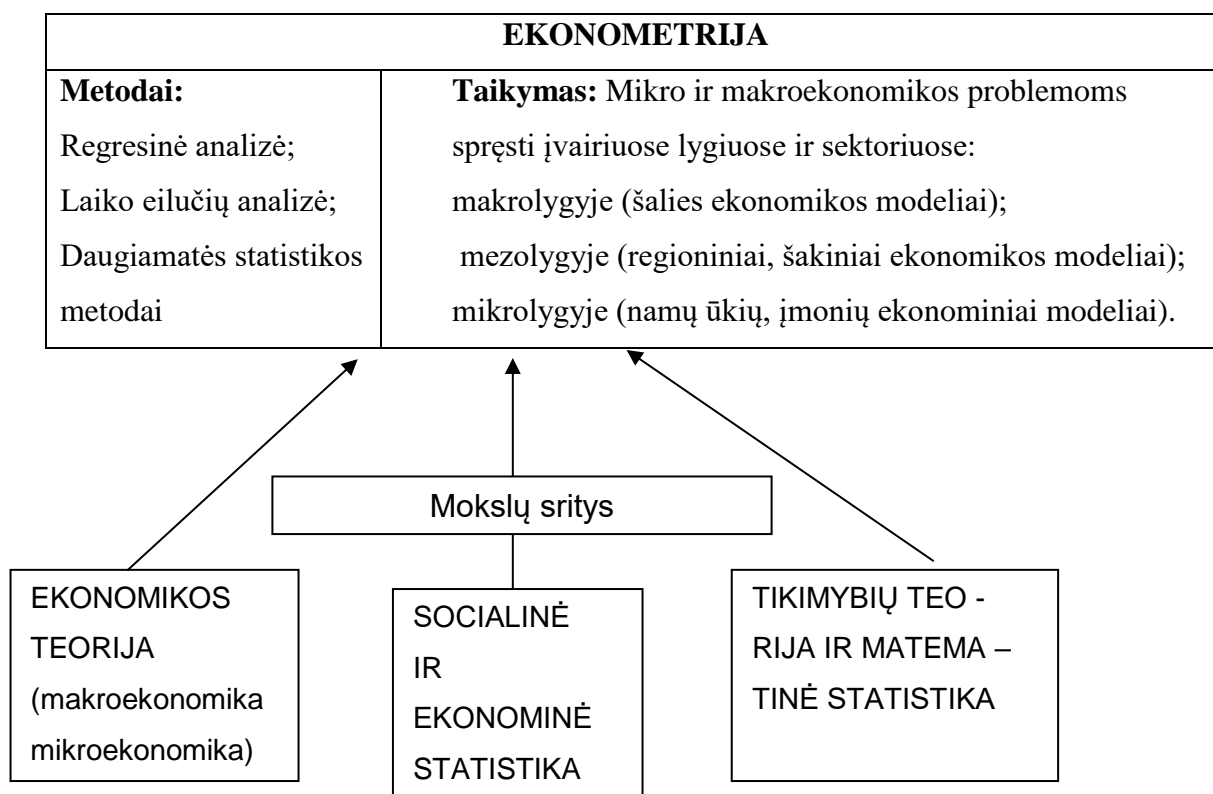 EKONOMETRIJA
Metodai:
Regresinė analizė;
Laiko eilučių analizė;
Daugiamatės statistikos
metodai
Taikymas: Mikro ir makroekonomikos problemoms
spręsti įvairiuose lygiuose ir sektoriuose:
makrolygyje (šalies ekonomikos modeliai);
mezolygyje (regioniniai, šakiniai ekonomikos modeliai);
mikrolygyje (namų ūkių, įmonių ekonominiai modeliai).
Mokslų sritys
EKONOMIKOS
TEORIJA
(makroekonomika
mikroekonomika)
SOCIALINĖ
IR
EKONOMINĖ
STATISTIKA
TIKIMYBIŲ TEO -
RIJA IR MATEMA –
TINĖ STATISTIKA